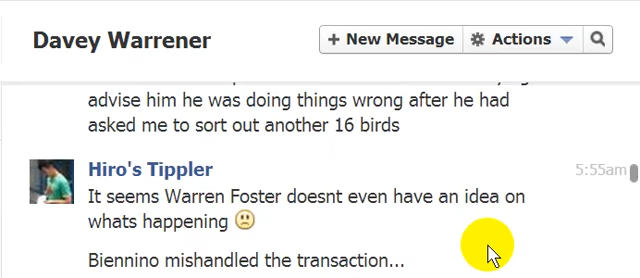 Davey Warrener
+ New Message Actions
advise him he was doing things wrong after he had
asked me to sort out another 16 birds
Hiro's Tippler 5:55am
It seems Warren Foster doesnt even have an idea on
whats happening
Biennino mishandled the transaction...